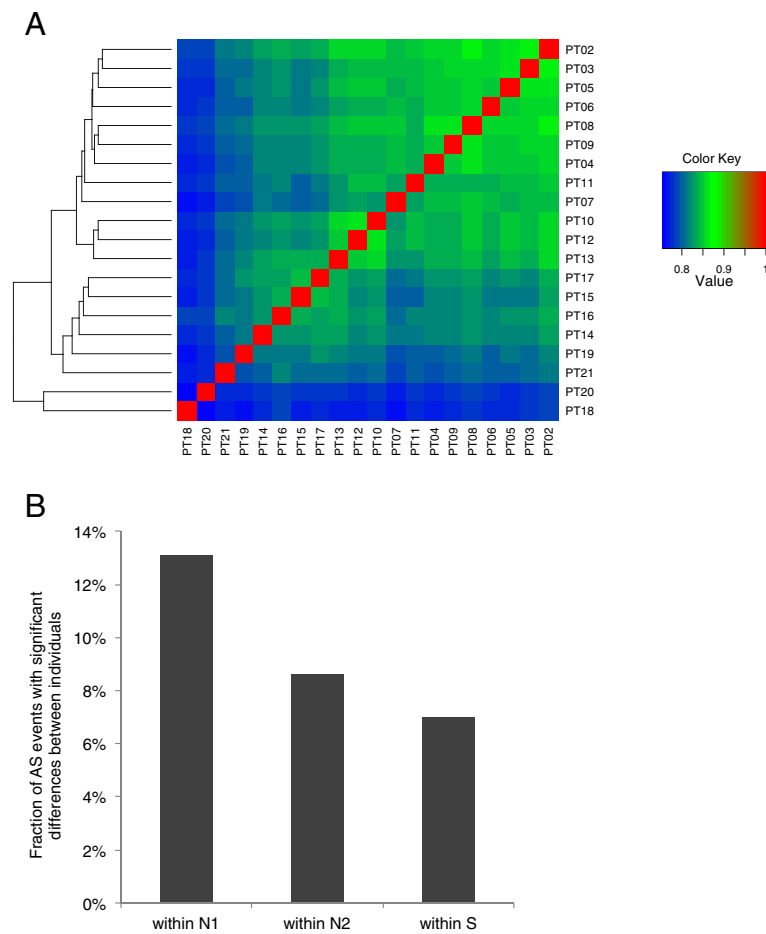 A
PT02
PT03
PT05
PT06
PT08
PT09
PT04
PT11
PT07
PT10
PT12
PT13
PT17
PT15
PT16
PT14
PT19
PT21
PT20
PT18
PT18 PT20 PT21 PT19 PT14 PT16 PT15 PT17 PT13 PT12 PT10 PT07 PT11 PT04 PT09 PT08 PT06 PT05 PT03 PT02
Color Key
0.8 0.9 1
Value
B
Fraction of AS events with significant
differences between individuals
14%
12%
10%
8%
6%
4%
2%
0%
within N1 within N2 within S